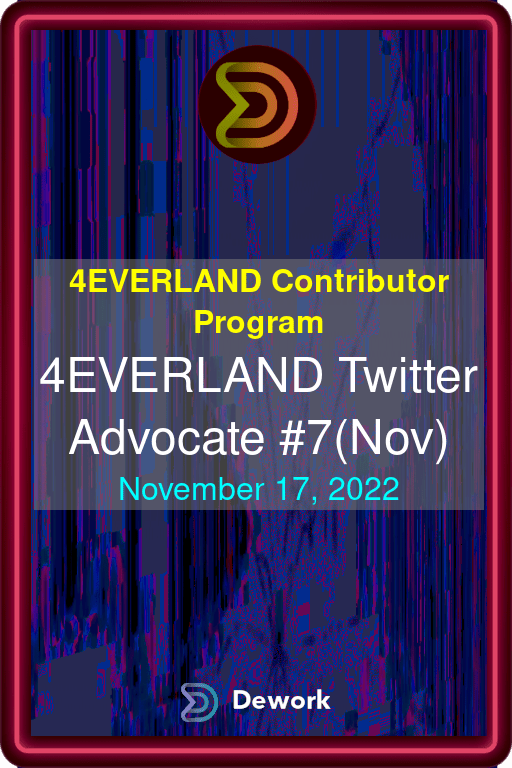 4EVERLAND Contributor
Program
4EVERLAND Twitter
Advocate #7(Nov)
November 17, 2022
Dework